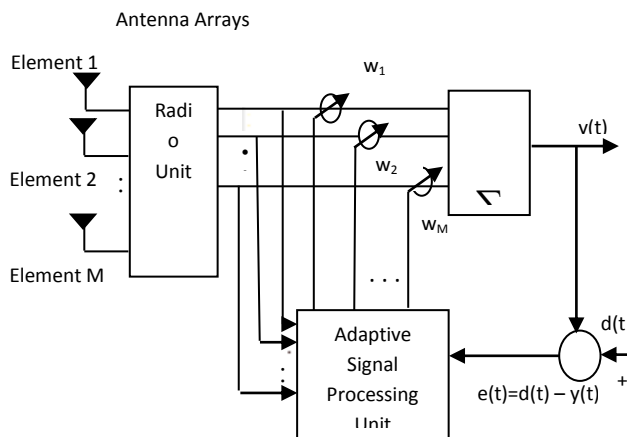 Antenna Arrays
Element 1
Element 2
Element M
Radi
o
Unit
w1
w2
wM
Σ
y(t)
d(t
+
e(t)=d(t) – y(t)
Adaptive
Signal
Processing
Unit